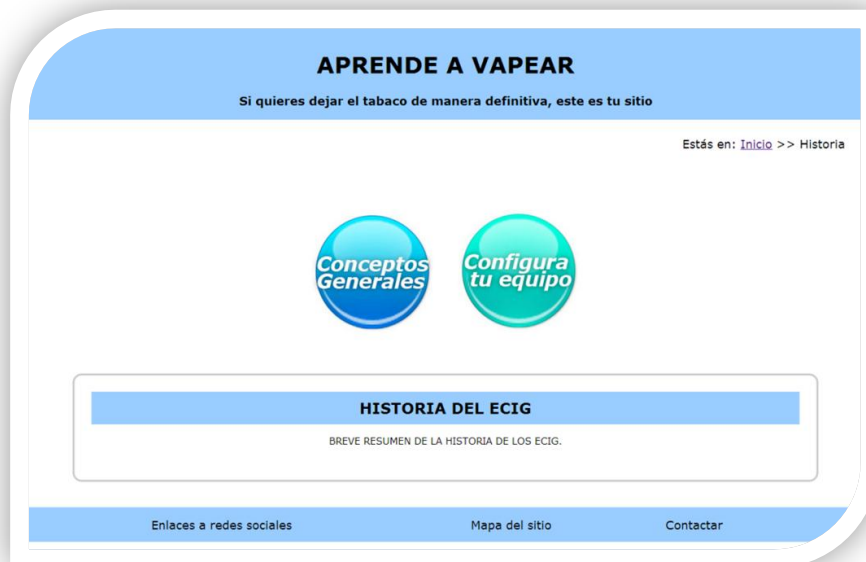 APRENDE A VAPEAR
Si quieres dejar el tabaco de manera definitiva, este es tu sitio
Estás en: Inicio >> Historia
Conceptos
Generales
Configura
tu equipo
HISTORIA DEL ECIG
BREVE RESUMEN DE LA HISTORIA DE LOS ECIG.
Enlaces a redes sociales Mapa del sitio Contactar